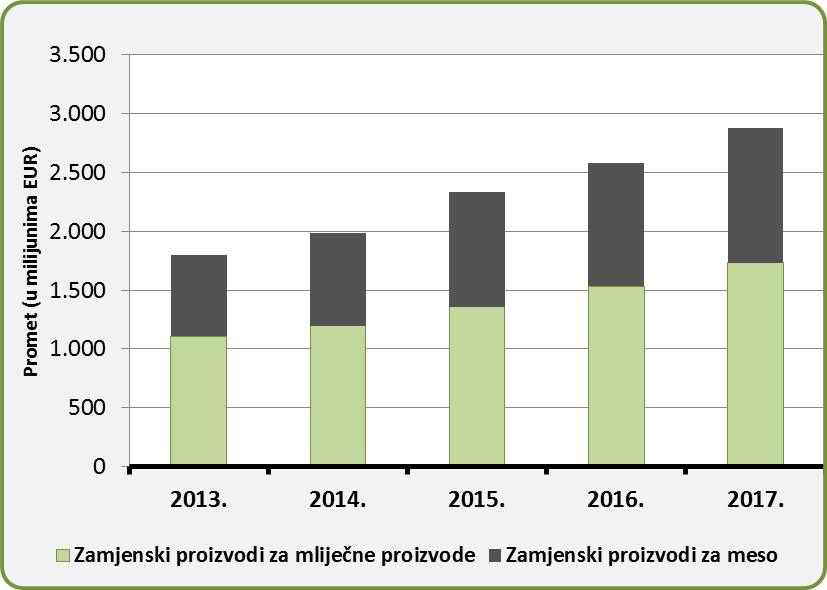 Promet (u milijunima EUR)
3.500
3.000
2.500
2.000
1.500
1.000
500
0
2013. 2014. 2015. 2016. 2017.
Zamjenski proizvodi za mliječne proizvode Zamjenski proizvodi za meso